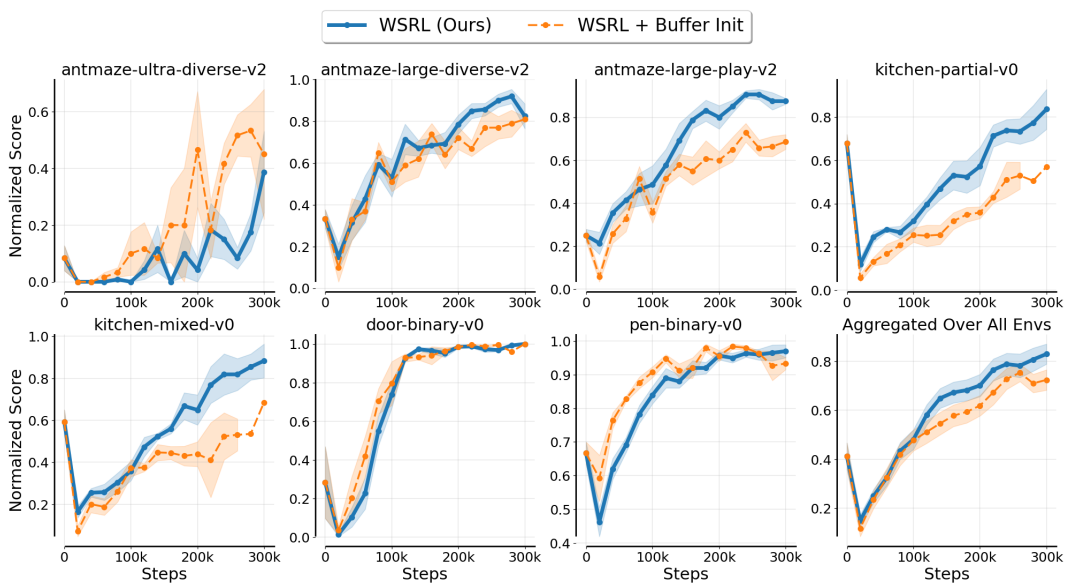 WSRL (Ours) WSRL + Buffer Init
antmaze-ultra-diverse-v2 antmaze-large-diverse-v2 antmaze-large-play-v2 kitchen-partial-v0
Normalized Score
0.6
0.4
0.2
0.0
0 100k 200k 300k
1.0
0.8
0.6
0.4
0.2
0.0
0 100k 200k 300k
0.8
0.6
0.4
0.2
0.0
0 100k 200k 300k
0.8
0.6
0.4
0.2
0.0
0 100k 200k 300k
kitchen-mixed-v0 door-binary-v0 pen-binary-v0 Aggregated Over All Envs
Normalized Score
1.0
0.8
0.6
0.4
0.2
0 100k 200k 300k
Steps
1.0
0.8
0.6
0.4
0.2
0.0
0 100k 200k 300k
Steps
1.0
0.9
0.8
0.7
0.6
0.5
0.4
0 100k 200k 300k
Steps
0.8
0.6
0.4
0.2
0 100k 200k 300k
Steps